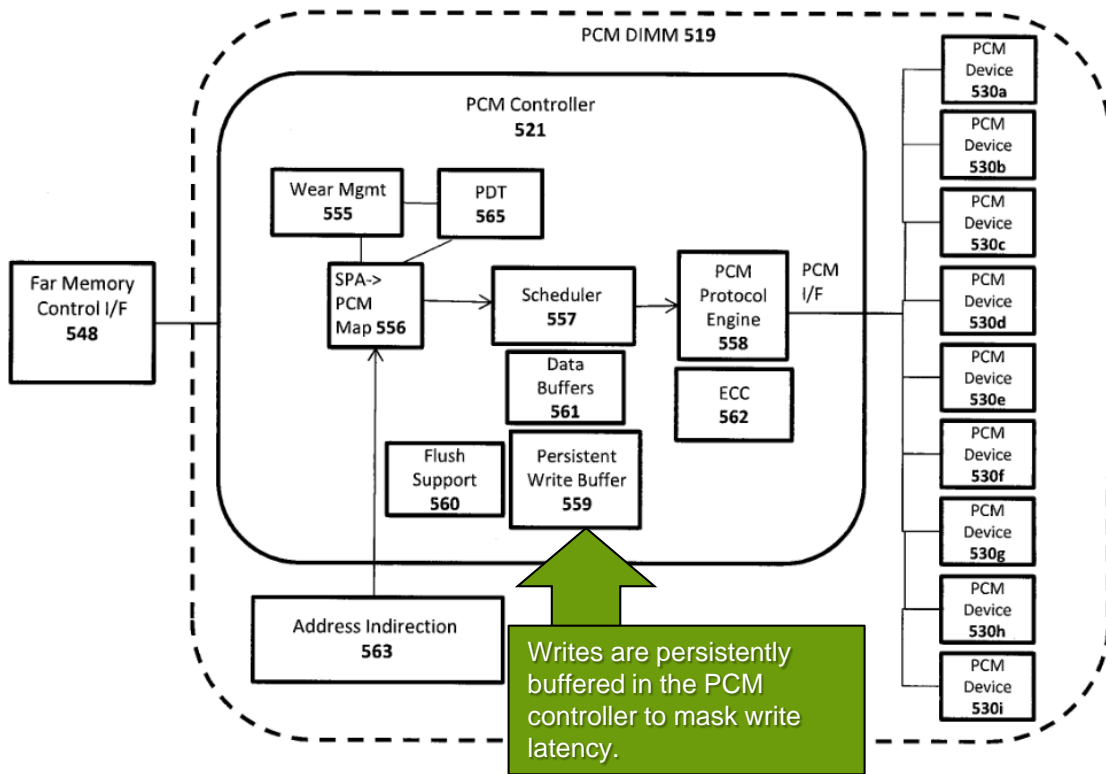 PCM DIMM 519
PCM Controller
521
Wear Mgmt
555
PDT
565
Far Memory
Control I/F
548
SPA->
PCM
Map 556
Scheduler
557
PCM
Protocol
Engine
558
PCM
I/F
Data
Buffers
561
ECC
562
Flush
Support
560
Persistent
Write Buffer
559
Address Indirection
563
Writes are persistently
buffered in the PCM
controller to mask write
latency.
PCM
Device
530a
PCM
Device
530b
PCM
Device
530c
PCM
Device
530d
PCM
Device
530e
PCM
Device
530f
PCM
Device
530g
PCM
Device
530h
PCM
Device
530i